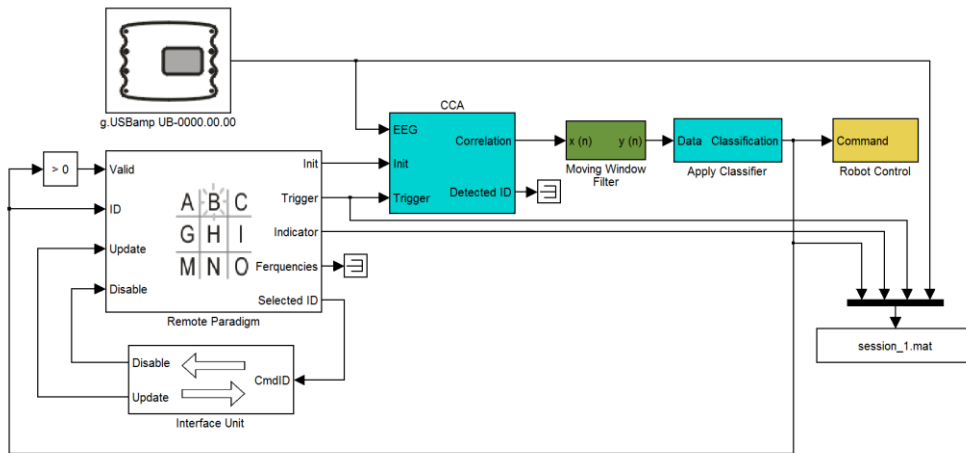 g.USBamp UB-0000.00.00
CCA
EEG
Init
Trigger
Correlation
Detected ID
x (n) y (n)
Moving Window
Filter
Data Classification
Apply Classifier
Command
Robot Control
> 0
Valid
ID
Update
Disable
A B C
G H I
M N O
Init
Trigger
Indicator
Ferquencies
Selected ID
Remote Paradigm
Disable
Update
CmdID
Interface Unit
session_1.mat